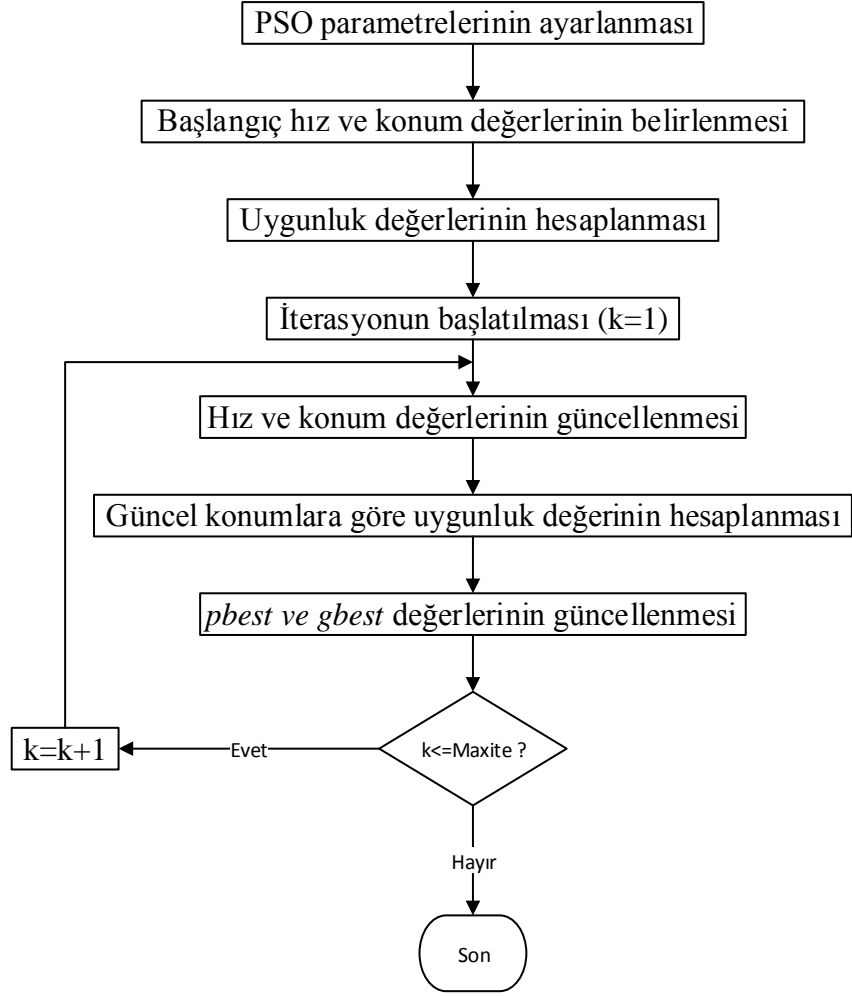 PSO parametrelerinin ayarlanması
Başlangıç hız ve konum değerlerinin belirlenmesi
Uygunluk değerlerinin hesaplanması
İterasyonun başlatılması (k=1)
Hız ve konum değerlerinin güncellenmesi
Güncel konumlara göre uygunluk değerinin hesaplanması
pbest ve gbest değerlerinin güncellenmesi
k=k+1
Evet
k<=Maxite ?
Hayır
Son